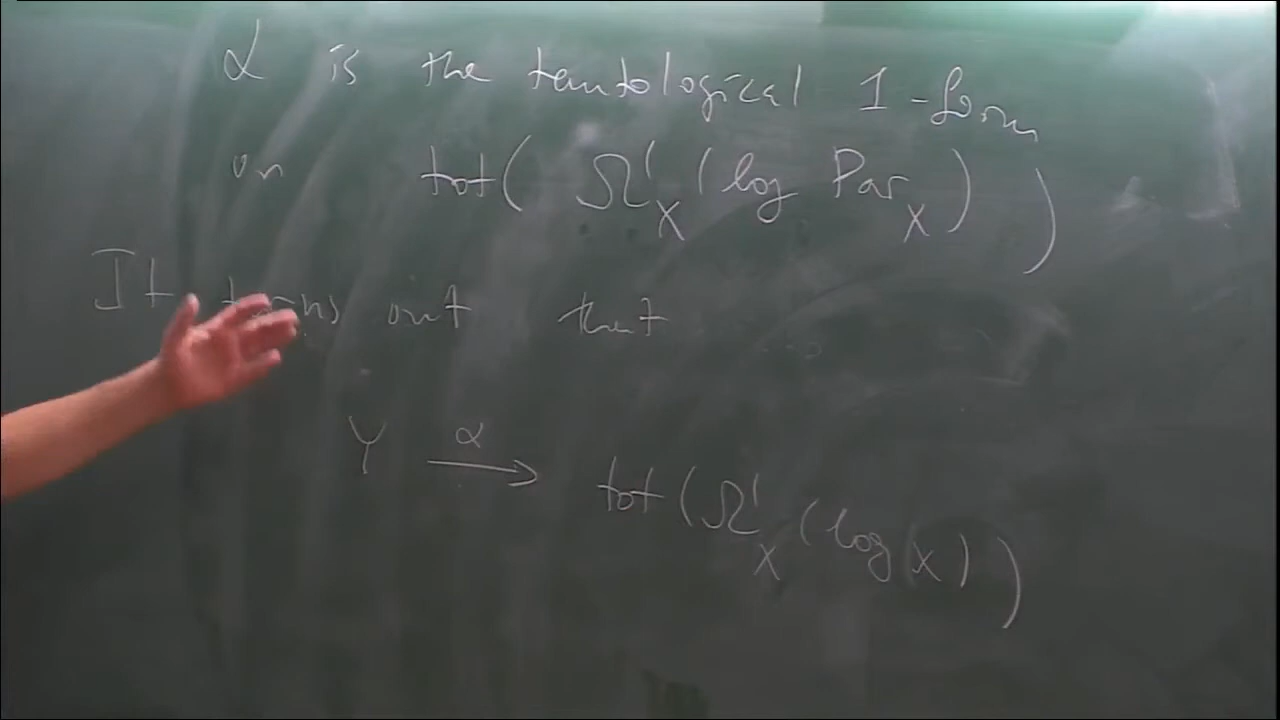 α is the tautological 1-form
on tot(Ω¹_X(log Par_X))
It turns out that
Y →^α tot(Ω¹_X(log X))